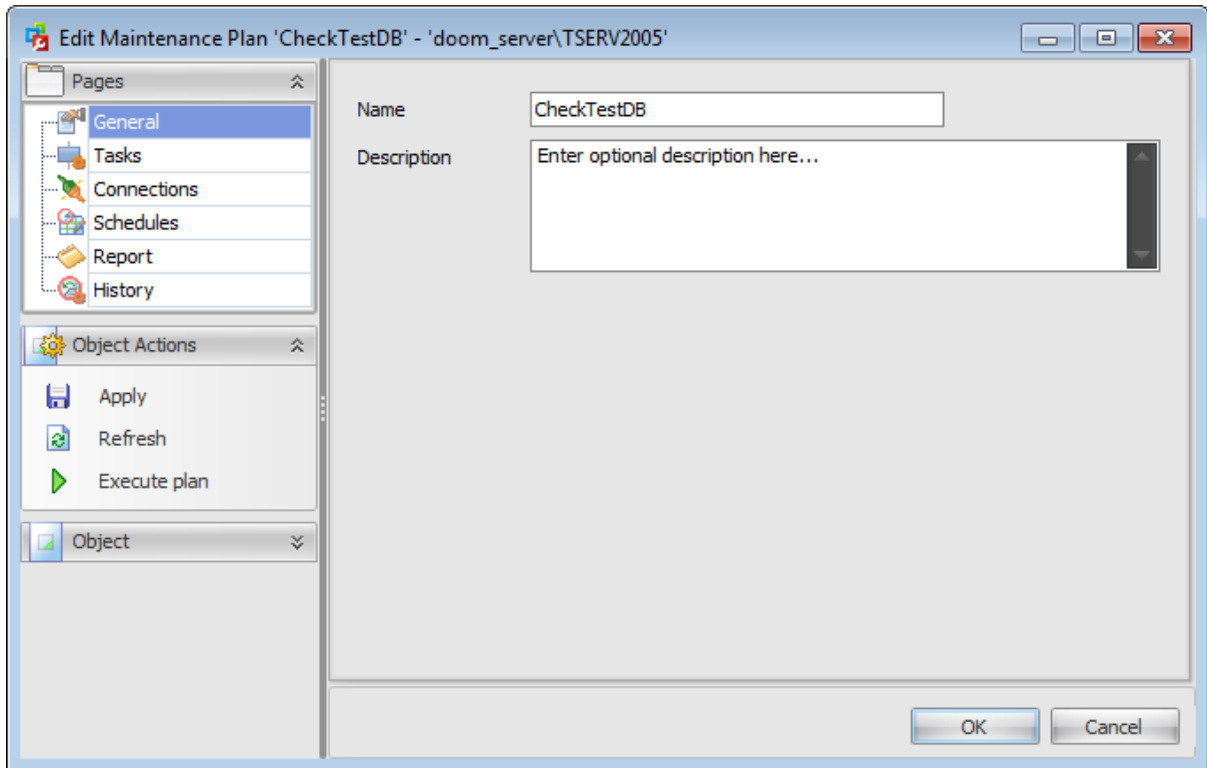 Edit Maintenance Plan 'CheckTestDB' - 'doom_server\TSERV2005'
Pages
General
Tasks
Connections
Schedules
Report
History
Object Actions
Apply
Refresh
Execute plan
Object
Name
CheckTestDB
Description
Enter optional description here...
OK
Cancel